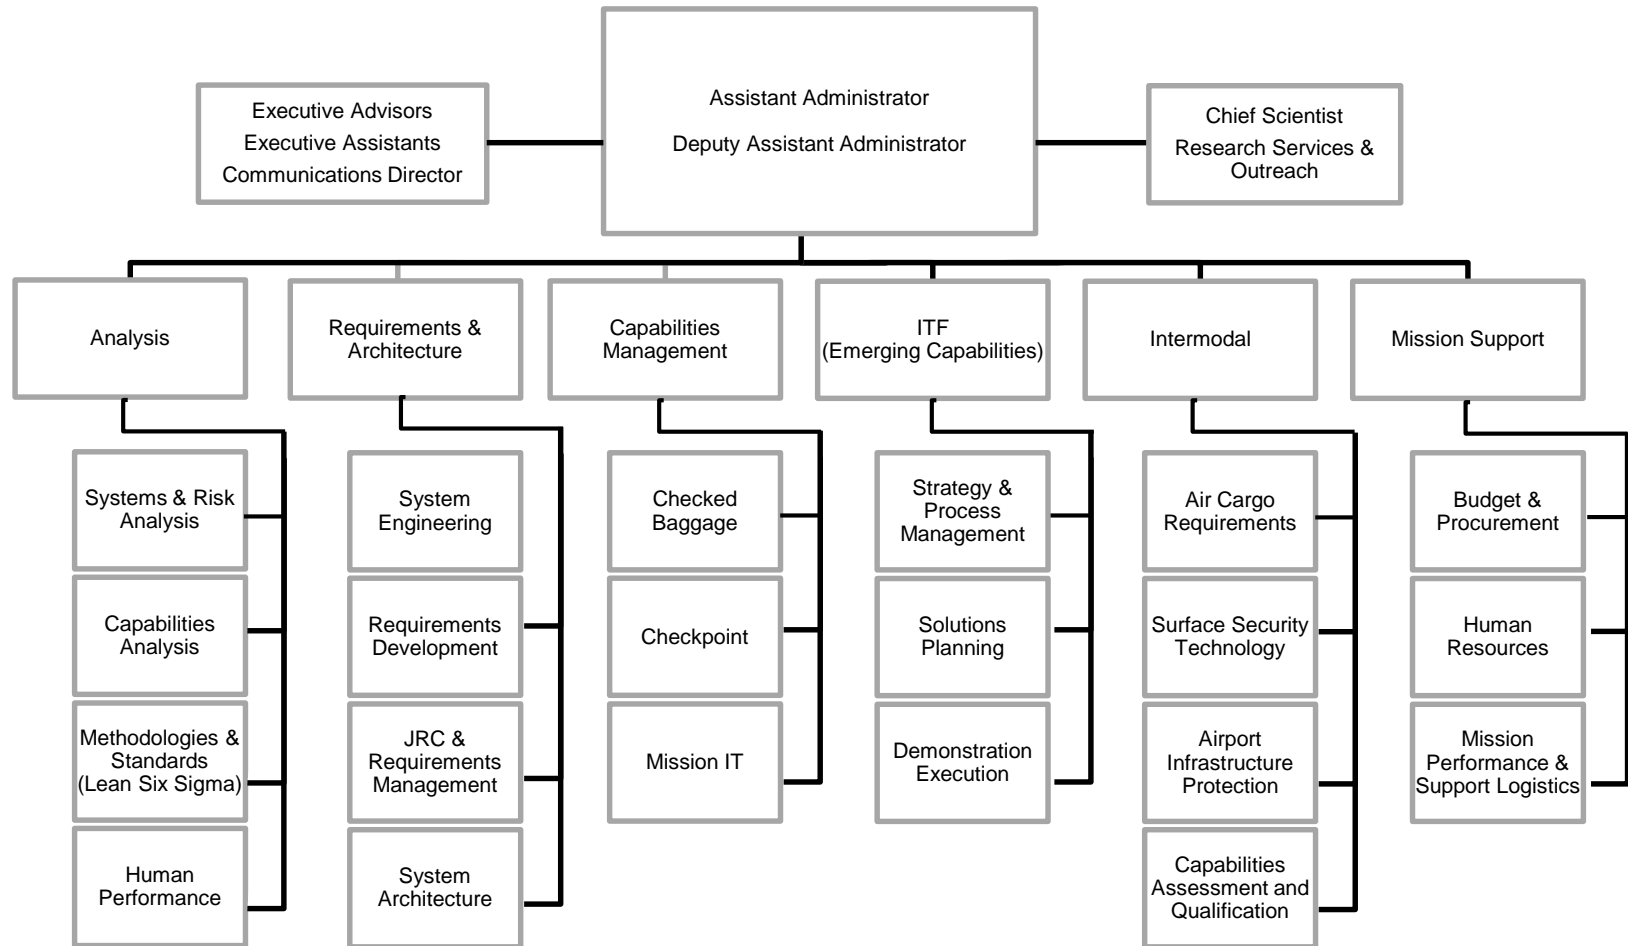 Executive Advisors
Executive Assistants
Communications Director
Assistant Administrator
Deputy Assistant Administrator
Chief Scientist
Research Services &
Outreach
Analysis
Requirements &
Architecture
Capabilities
Management
ITF
(Emerging Capabilities)
Intermodal
Mission Support
Systems & Risk
Analysis
Capabilities
Analysis
Methodologies &
Standards
(Lean Six Sigma)
Human
Performance
System
Engineering
Requirements
Development
JRC &
Requirements
Management
System
Architecture
Checked
Baggage
Checkpoint
Mission IT
Strategy &
Process
Management
Solutions
Planning
Demonstration
Execution
Air Cargo
Requirements
Surface Security
Technology
Airport
Infrastructure
Protection
Capabilities
Assessment and
Qualification
Budget &
Procurement
Human
Resources
Mission
Performance &
Support Logistics